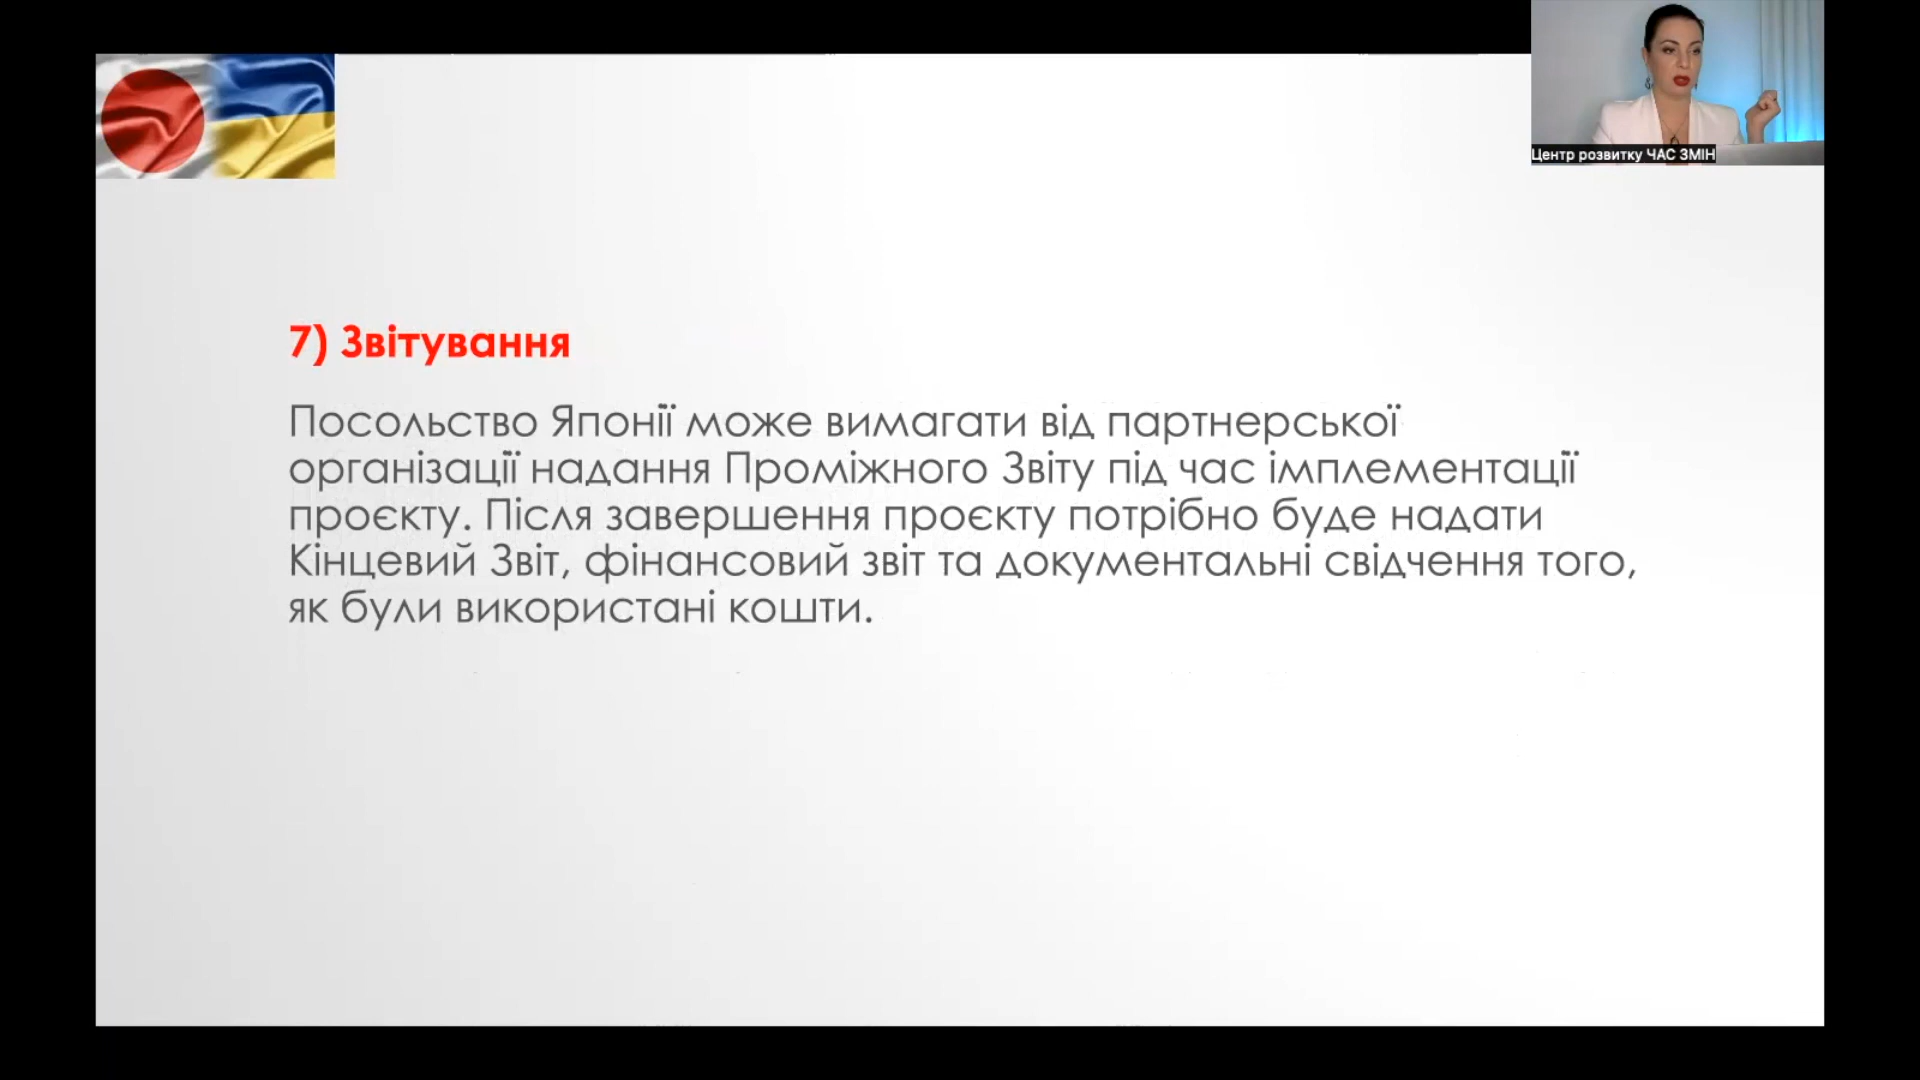 Центр розвитку ЧАС ЗМІН
7) Звітування
Посольство Японії може вимагати від партнерської
організації надання Проміжного Звіту під час імплементації
проєкту. Після завершення проєкту потрібно буде надати
Кінцевий Звіт, фінансовий звіт та документальні свідчення того,
як були використані кошти.